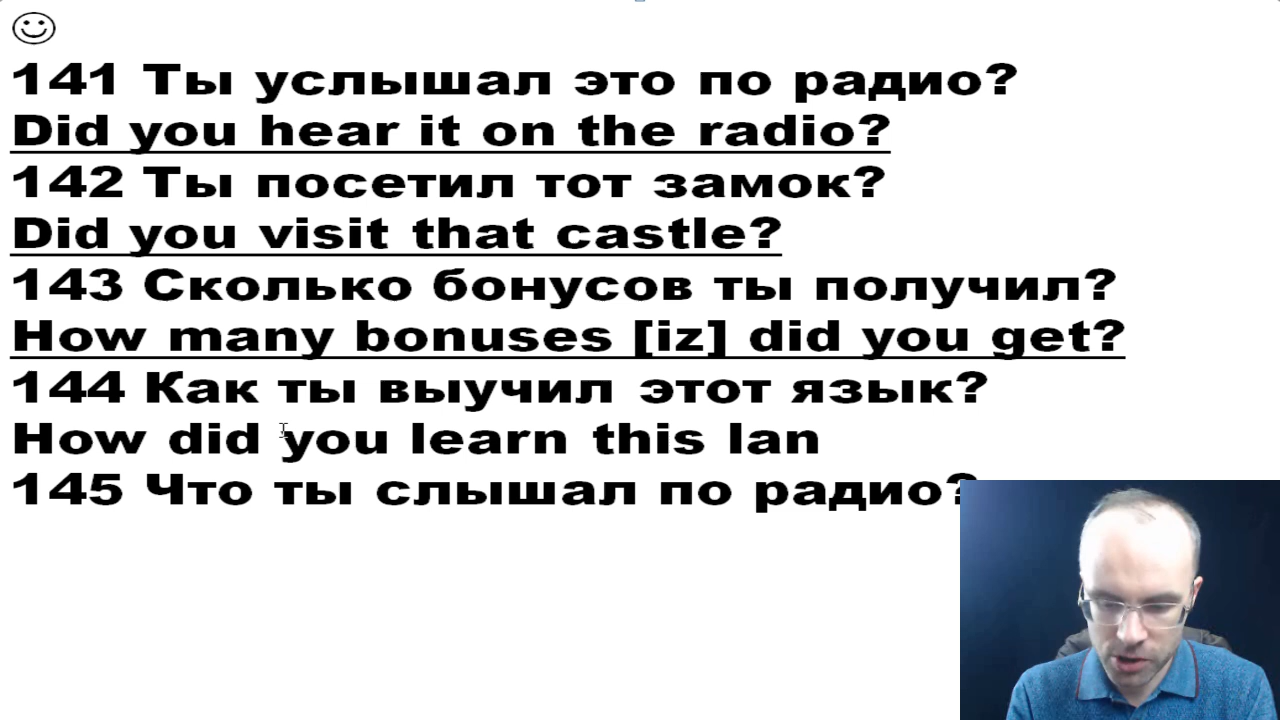 141 Ты услышал это по радио?
Did you hear it on the radio?
142 Ты посетил тот замок?
Did you visit that castle?
143 Сколько бонусов ты получил?
How many bonuses [iz] did you get?
144 Как ты выучил этот язык?
How did you learn this lan
145 Что ты слышал по радио?